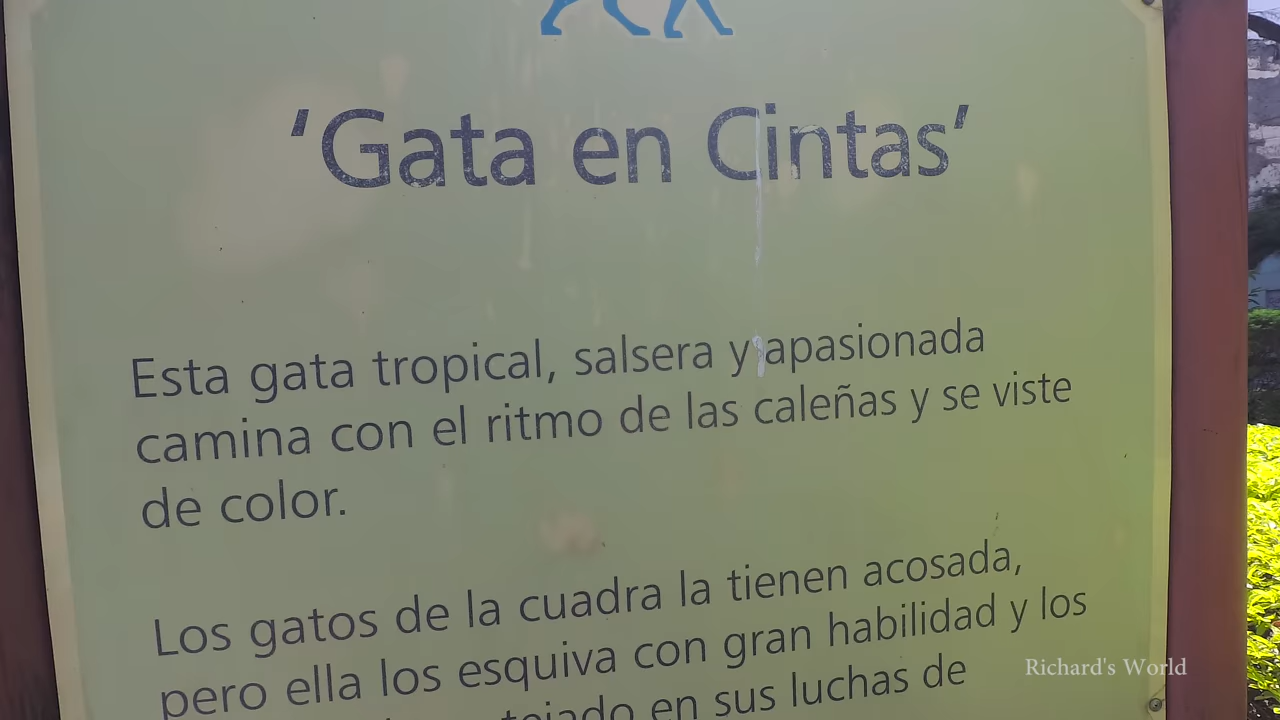 'Gata en Cintas'
Esta gata tropical, salsera y apasionada
camina con el ritmo de las caleñas y se viste
de color.
Los gatos de la cuadra la tienen acosada,
pero ella los esquiva con gran habilidad y los
en sus luchas de
Richard's World